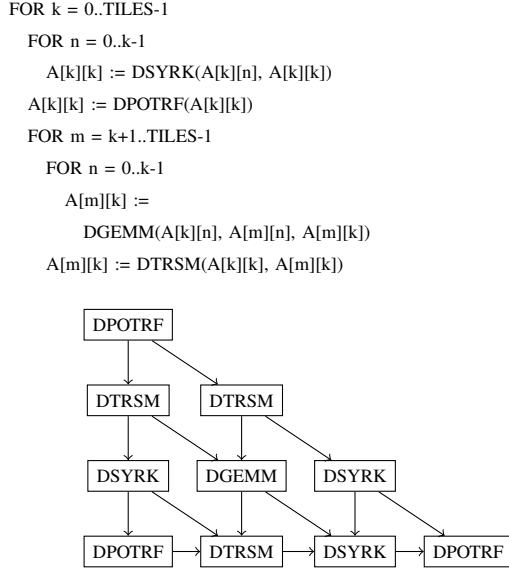 FOR k = 0..TILES-1
FOR n = 0..k-1
A[k][k] := DSYRK(A[k][n], A[k][k])
A[k][k] := DPOTRF(A[k][k])
FOR m = k+1..TILES-1
FOR n = 0..k-1
A[m][k] :=
DGEMM(A[k][n], A[m][n], A[m][k])
A[m][k] := DTRSM(A[k][k], A[m][k])
DPOTRF
DTRSM DTRSM
DSYRK DGEMM DSYRK
DPOTRF DTRSM DSYRK DPOTRF